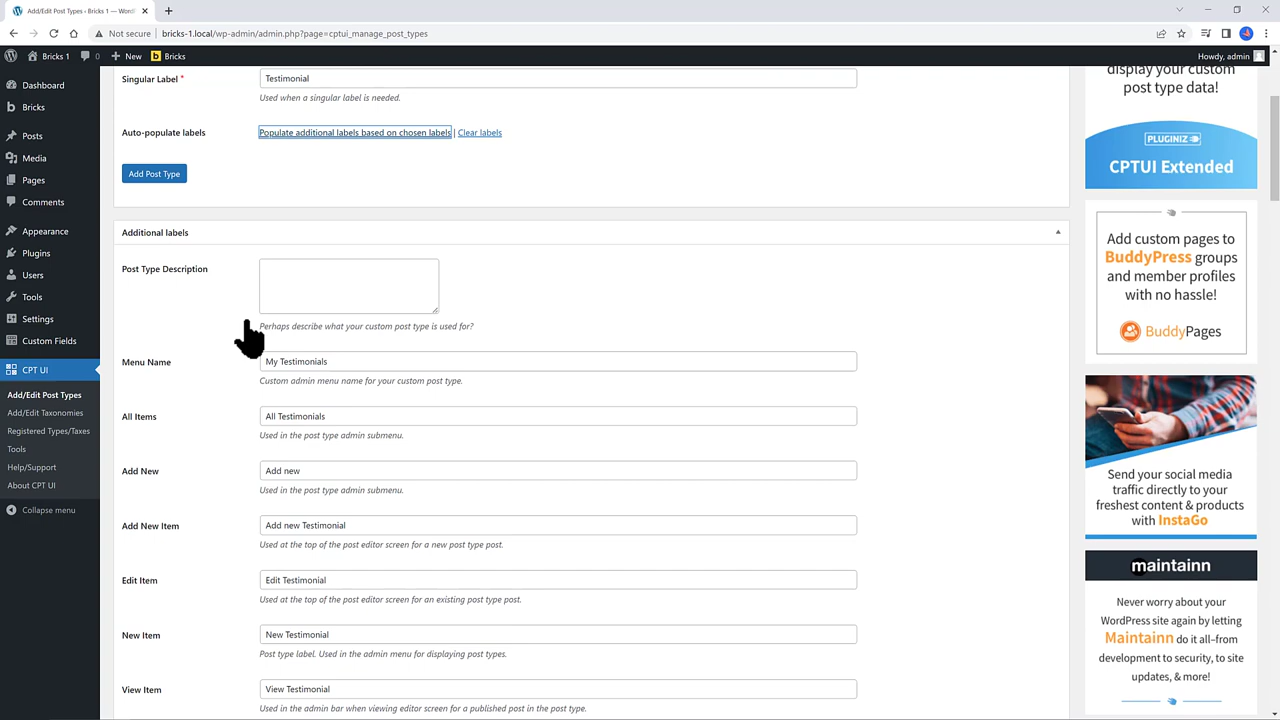 Add/Edit Post Types ‹ Bricks 1 — Word
Not secure
bricks-1.local/wp-admin/admin.php?page=cptui_manage_post_types
Bricks 1
0
New
Bricks
Howdy, admin
Dashboard
Bricks
Posts
Media
Pages
Comments
Appearance
Plugins
Users
Tools
Settings
Custom Fields
CPT UI
Add/Edit Post Types
Add/Edit Taxonomies
Registered Types/Taxes
Tools
Help/Support
About CPT UI
Collapse menu
Singular Label *
Testimonial
Used when a singular label is needed.
Auto-populate labels
Populate additional labels based on chosen labels | Clear labels
Add Post Type
Additional labels
Post Type Description
Perhaps describe what your custom post type is used for?
Menu Name
My Testimonials
Custom admin menu name for your custom post type.
All Items
All Testimonials
Used in the post type admin submenu.
Add New
Add new
Used in the post type admin submenu.
Add New Item
Add new Testimonial
Used at the top of the post editor screen for a new post type post.
Edit Item
Edit Testimonial
Used at the top of the post editor screen for an existing post type post.
New Item
New Testimonial
Post type label. Used in the admin menu for displaying post types.
View Item
View Testimonial
Used in the admin bar when viewing editor screen for a published post in the post type.
display your custom
post type data!
PLUGINIZ
CPTUI Extended
Add custom pages to
BuddyPress groups
and member profiles
with no hassle!
BuddyPages
Send your social media
traffic directly to your
freshest content & products
with InstaGo
maintainn
Never worry about your
WordPress site again by letting
Maintainn do it all–from
development to security, to site
updates, & more!